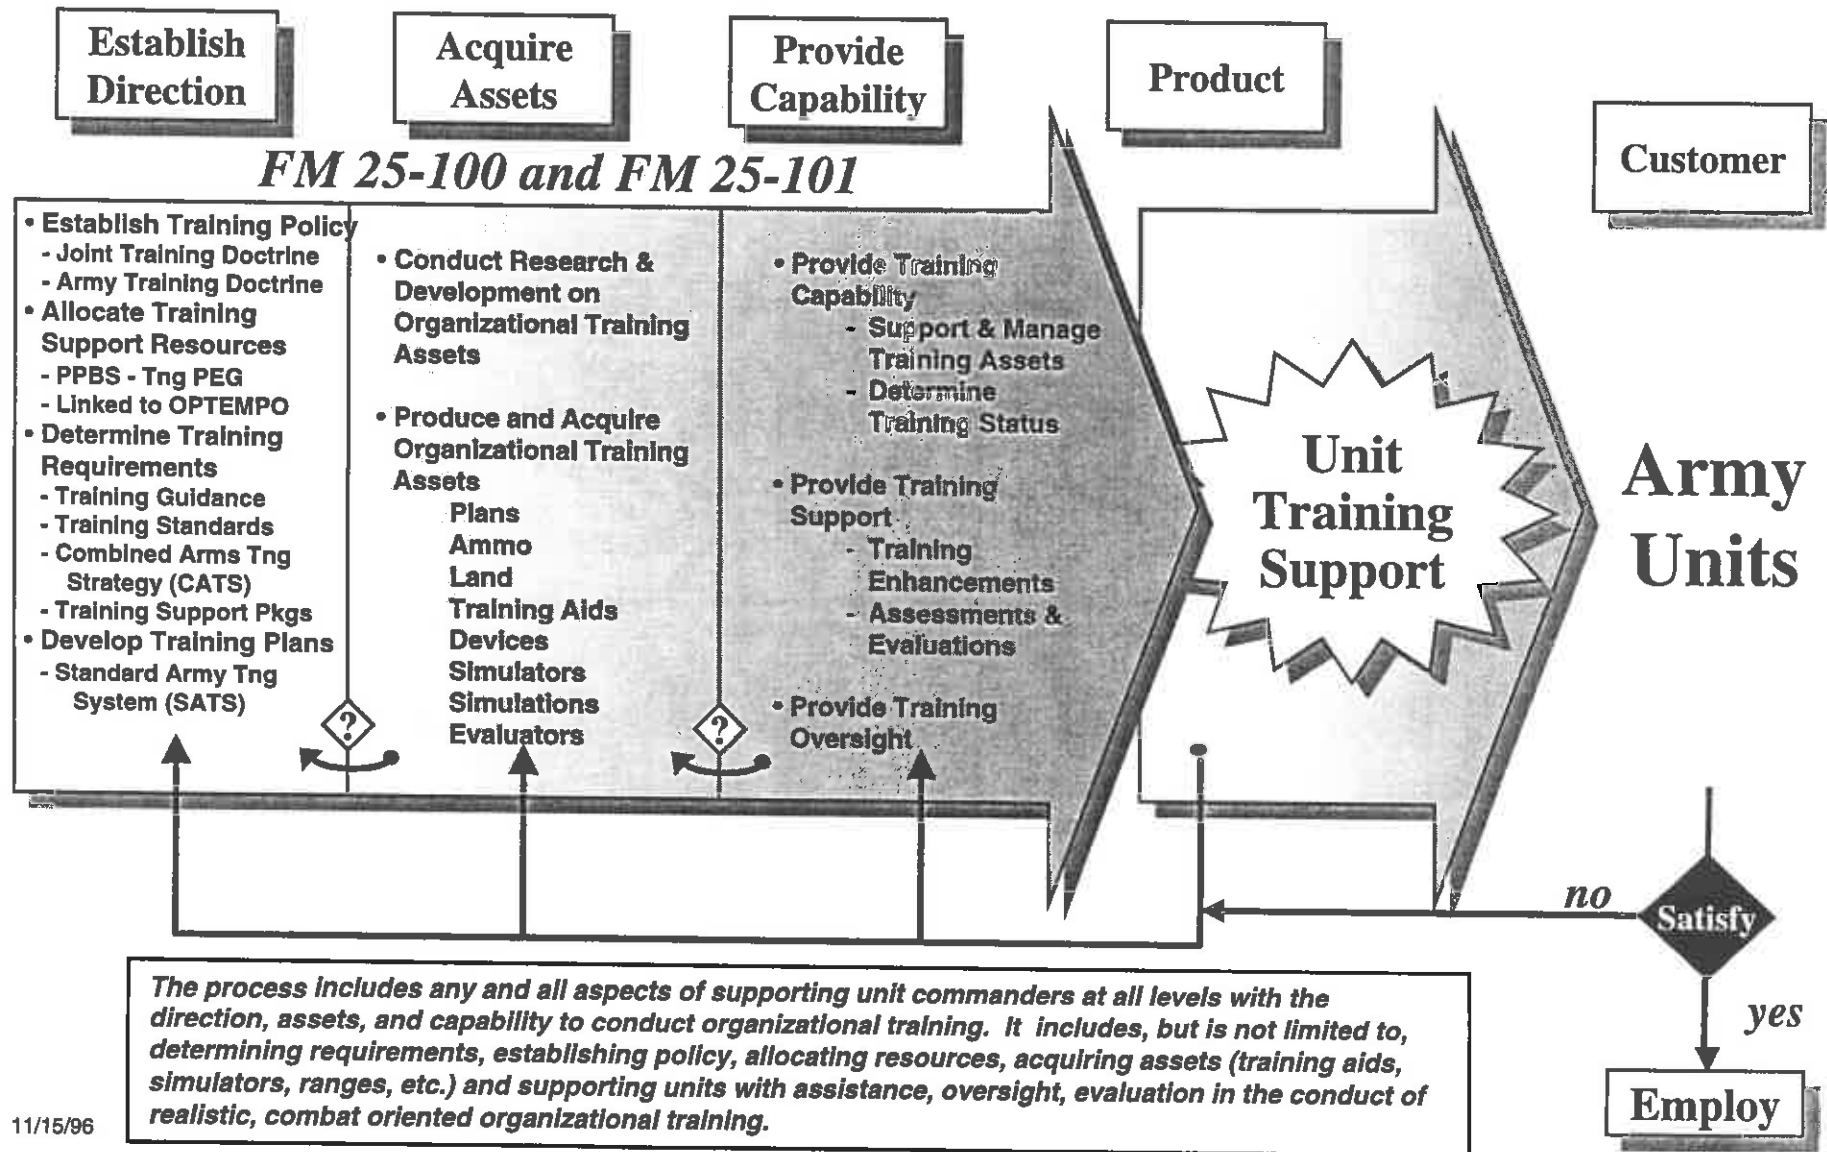 Establish
Direction
Acquire
Assets
Provide
Capability
Product
Customer
FM 25-100 and FM 25-101
• Establish Training Policy
- Joint Training Doctrine
- Army Training Doctrine
• Allocate Training
Support Resources
- PPBS - Tng PEG
- Linked to OPTEMPO
• Determine Training
Requirements
- Training Guidance
- Training Standards
- Combined Arms Tng
Strategy (CATS)
- Training Support Pkgs
• Develop Training Plans
- Standard Army Tng
System (SATS)
?
• Conduct Research &
Development on
Organizational Training
Assets
• Produce and Acquire
Organizational Training
Assets
Plans
Ammo
Land
Training Aids
Devices
Simulators
Simulations
Evaluators
?
• Provide Training
Capability
- Support & Manage
Training Assets
- Determine
Training Status
• Provide Training
Support
- Training
Enhancements
- Assessments &
Evaluations
• Provide Training
Oversight
Unit
Training
Support
Army
Units
no
Satisfy
yes
Employ
The process includes any and all aspects of supporting unit commanders at all levels with the
direction, assets, and capability to conduct organizational training. It includes, but is not limited to,
determining requirements, establishing policy, allocating resources, acquiring assets (training aids,
simulators, ranges, etc.) and supporting units with assistance, oversight, evaluation in the conduct of
realistic, combat oriented organizational training.
11/15/96